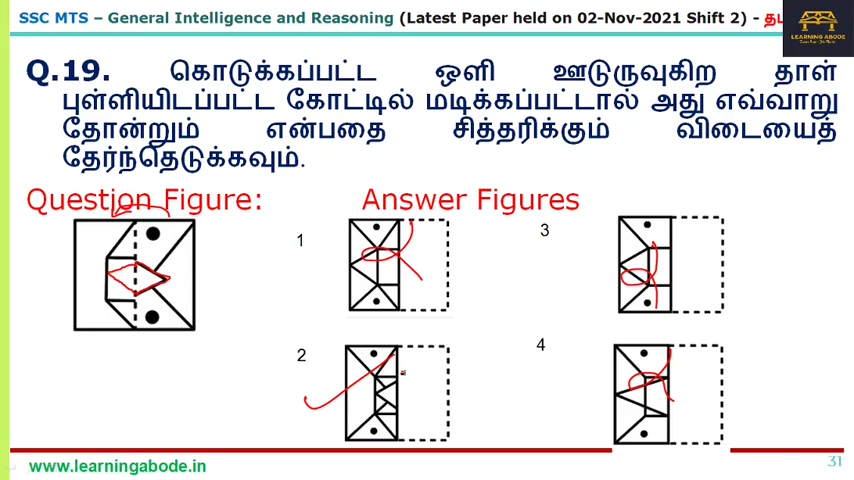 SSC MTS – General Intelligence and Reasoning (Latest Paper held on 02-Nov-2021 Shift 2) -
LEARNING ABODE
Q.19. கொடுக்கப்பட்ட ஒளி ஊடுருவுகிற தாள்
புள்ளியிடப்பட்ட கோட்டில் மடிக்கப்பட்டால் அது எவ்வாறு
தோன்றும் என்பதை சித்தரிக்கும் விடையைத்
தேர்ந்தெடுக்கவும்.
Question Figure: Answer Figures
1
3
2
4
www.learningabode.in
31